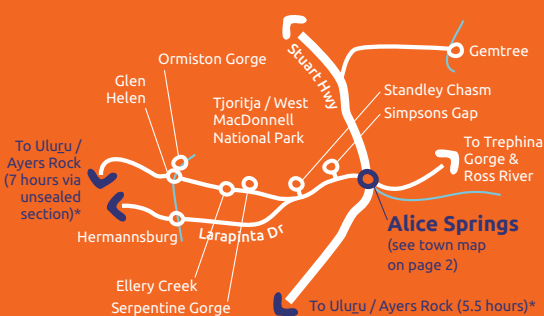 Ormiston Gorge
Glen
Helen
Tjoritja / West
MacDonnell
National Park
Stuart Hwy
Gemtree
Standley Chasm
Simpsons Gap
To Trephina
Gorge &
Ross River
To Uluṟu /
Ayers Rock
(7 hours via
unsealed
section)*
Hermannsburg
Larapinta Dr
Alice Springs
(see town map
on page 2)
Ellery Creek
Serpentine Gorge
To Uluṟu / Ayers Rock (5.5 hours)*